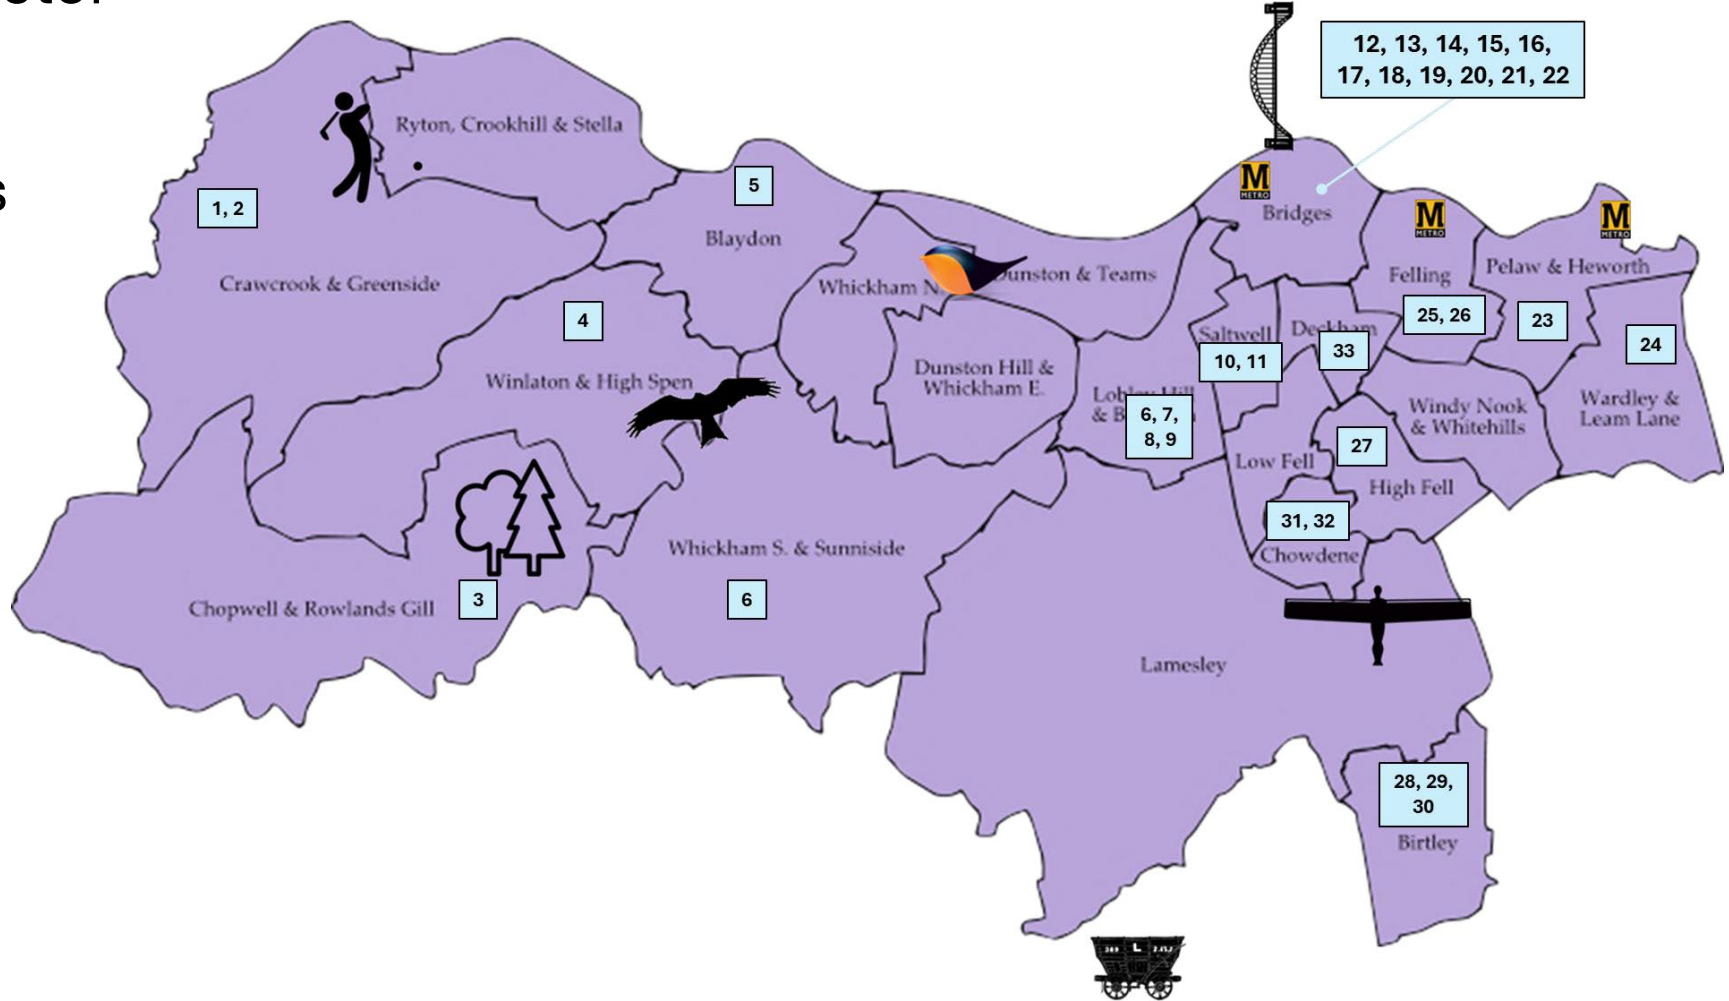 12, 13, 14, 15, 16,
17, 18, 19, 20, 21, 22
Ryton, Crookhill & Stella
5
M
METRO
1, 2
Bridges
M
METRO
M
METRO
Blaydon
Crawcrook & Greenside
Whickham N.
Dunston & Teams
Felling
Pelaw & Heworth
4
25, 26
23
Saltwell
Deckham
33
24
10, 11
Winlaton & High Spen
Dunston Hill &
Whickham E.
Lobley Hill
& B
6, 7,
8, 9
Windy Nook
& Whitehills
Wardley &
Leam Lane
27
Low Fell
High Fell
31, 32
Chowdene
Whickham S. & Sunniside
Chopwell & Rowlands Gill
3
6
Lamesley
28, 29,
30
Birtley
L